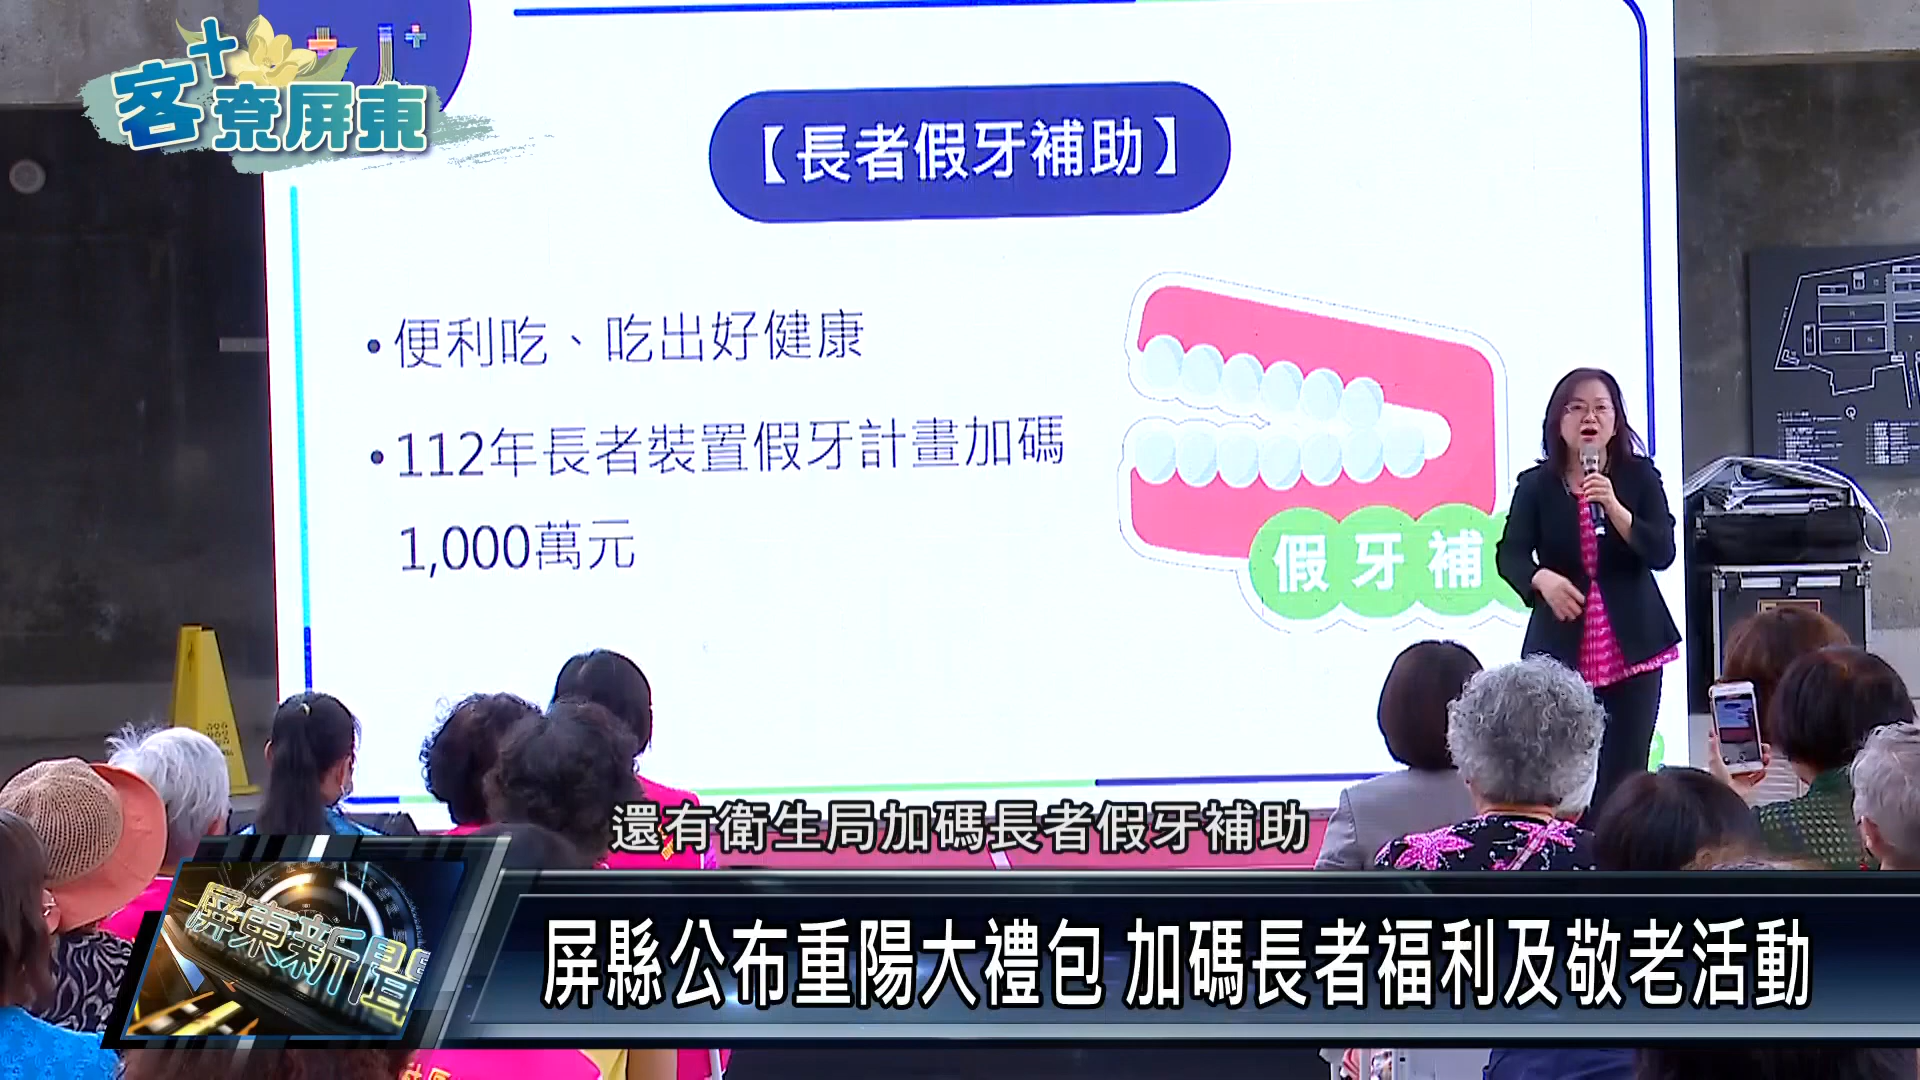 客+寮屏東
【長者假牙補助】
•便利吃、吃出好健康
•112年長者裝置假牙計畫加碼
1,000萬元
假牙補
還有衛生局加碼長者假牙補助
屏東新聞
屏縣公布重陽大禮包 加碼長者福利及敬老活動